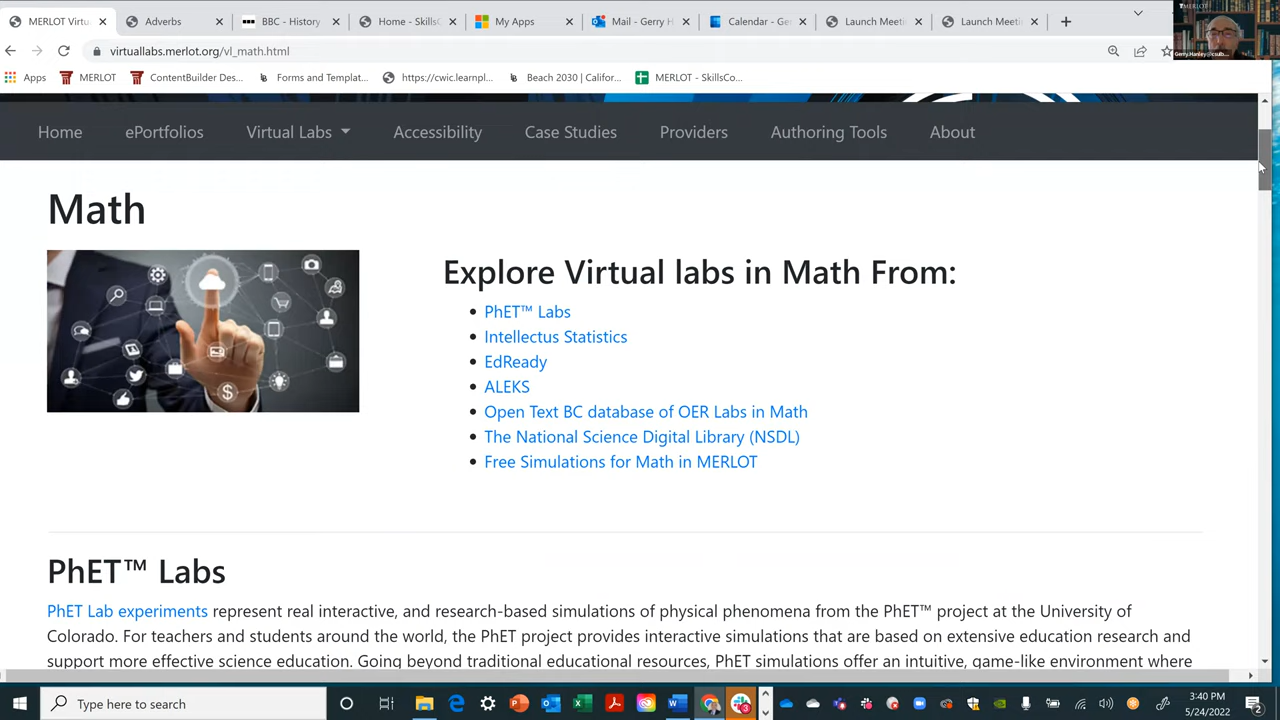 MERLOT Virtu
Adverbs
BBC - History
Home - SkillsC
My Apps
Mail - Gerry H
Calendar - Ge
Launch Meeti
Launch Meeti
MERLOT
virtuallabs.merlot.org/vl_math.html
Gerry.Hanley@csulb....
Apps
MERLOT
ContentBuilder Des...
Forms and Templat...
https://cwic.learnpl...
Beach 2030 | Califor...
MERLOT - SkillsCo...
Home
ePortfolios
Virtual Labs
Accessibility
Case Studies
Providers
Authoring Tools
About
Math
Explore Virtual labs in Math From:
PhET™ Labs
Intellectus Statistics
EdReady
ALEKS
Open Text BC database of OER Labs in Math
The National Science Digital Library (NSDL)
Free Simulations for Math in MERLOT
PhET™ Labs
PhET Lab experiments represent real interactive, and research-based simulations of physical phenomena from the PhET™ project at the University of
Colorado. For teachers and students around the world, the PhET project provides interactive simulations that are based on extensive education research and
support more effective science education. Going beyond traditional educational resources, PhET simulations offer an intuitive, game-like environment where
Type here to search
3:40 PM
5/24/2022
2